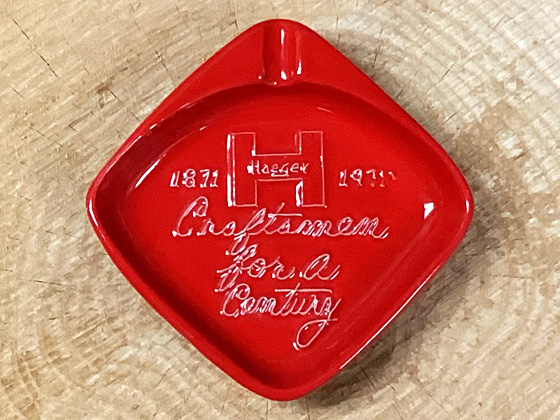 1871 H Haeger 1971
Craftsmen
for a
Century